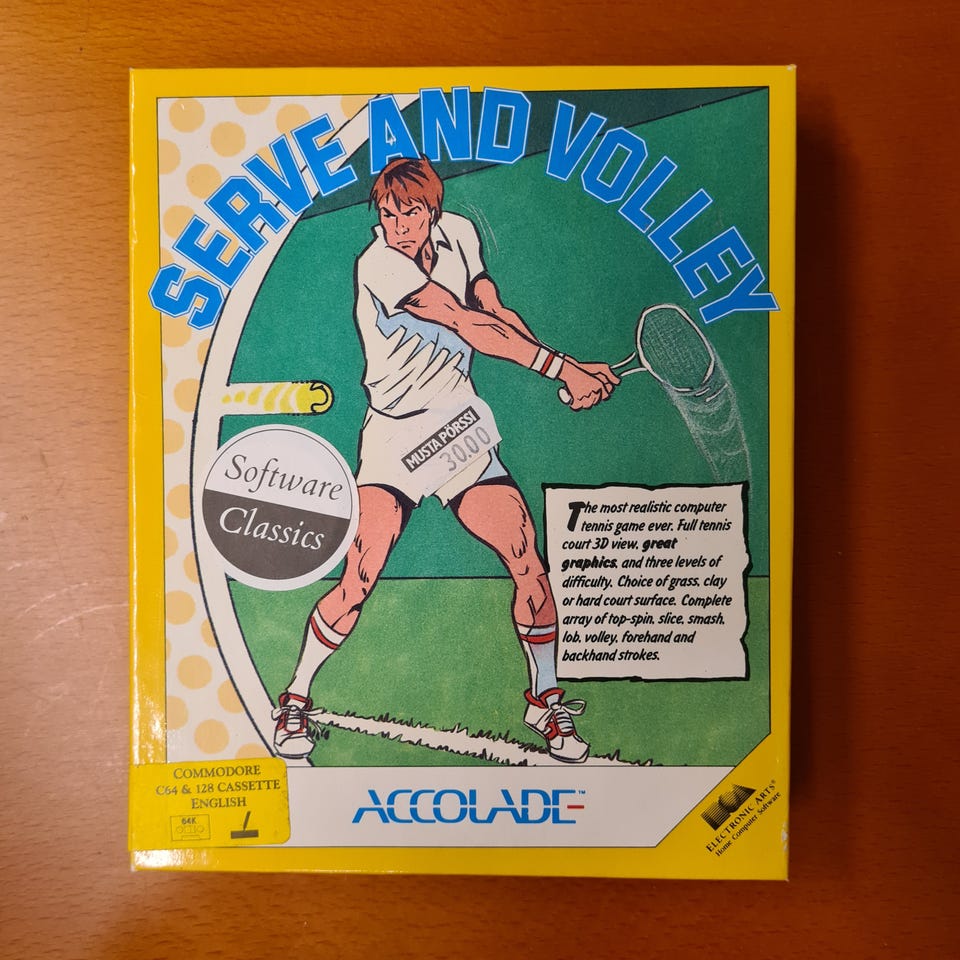 SERVE AND VOLLEY
MUSTA PÖRSSI
30.00
Software
Classics
The most realistic computer
tennis game ever. Full tennis
court 3D view, great
graphics, and three levels of
difficulty. Choice of grass, clay
or hard court surface. Complete
array of top-spin, slice, smash,
lob, volley, forehand and
backhand strokes.
COMMODORE
C64 & 128 CASSETTE
ENGLISH
64K
ACCOLADE™
ELECTRONIC ARTS®
Home Computer Software